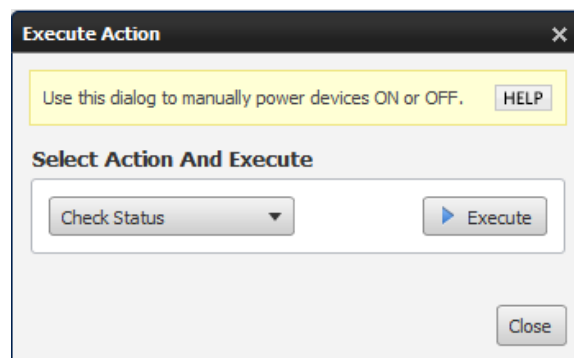 Execute Action
Use this dialog to manually power devices ON or OFF. HELP
Select Action And Execute
Check Status Execute
Close